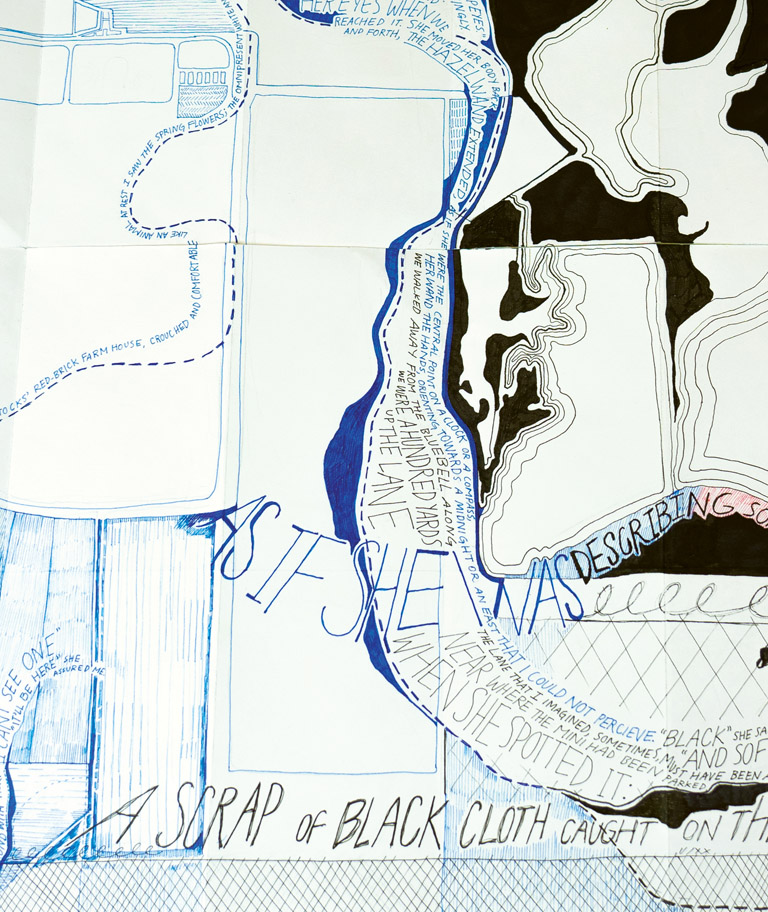 HER EYES WHEN WE
REACHED IT. SHE MOVED HER BODY BACK
AND FORTH, THE HAZEL WAND EXTENDED, AS IF SHE WERE THE CENTRAL POINT ON A CLOCK OR A COMPASS,
HER WAND THE HANDS, ORIENTING TOWARDS A MIDNIGHT OR AN EAST THAT I COULD NOT PERCIEVE. "BLACK" SHE SA
WE WALKED AWAY FROM THE BLUEBELL ALONG
THE LANE THAT I IMAGINED, SOMETIMES, MUST HAVE BEEN A
WE WERE A HUNDRED YARDS
UP THE LANE
NEAR WHERE THE MINI HAD BEEN PARKED
WHEN SHE SPOTTED IT:
"AND SOF
THE OMNIPRESENT WHITE
AT REST. I SAW THE SPRING FLOWERS;
LIKE AN ANIMAL
RED-BRICK FARM HOUSE, CROUCHED AND COMFORTABLE
AS IF SHE WAS DESCRIBING SO
CAN'T SEE ONE"
IT'LL BE HERE" SHE
ASSURED ME
A SCRAP OF BLACK CLOTH CAUGHT ON TH